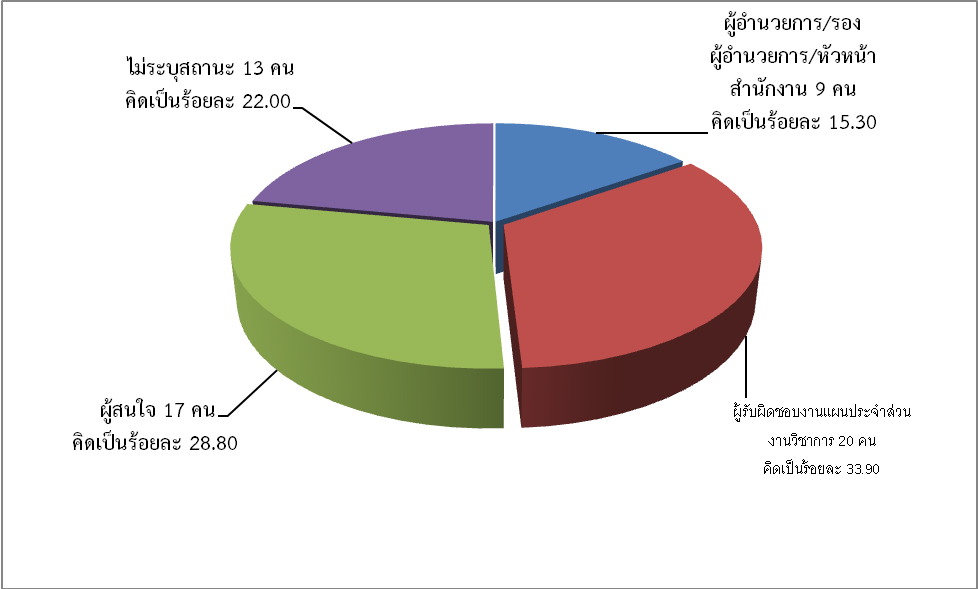 ผู้อำนวยการ/รอง
ผู้อำนวยการ/หัวหน้า
สำนักงาน 9 คน
คิดเป็นร้อยละ 15.30
ไม่ระบุสถานะ 13 คน
คิดเป็นร้อยละ 22.00
ผู้สนใจ 17 คน
คิดเป็นร้อยละ 28.80
ผู้รับผิดชอบงานแผนประจำส่วน
งานวิชาการ 20 คน
คิดเป็นร้อยละ 33.90